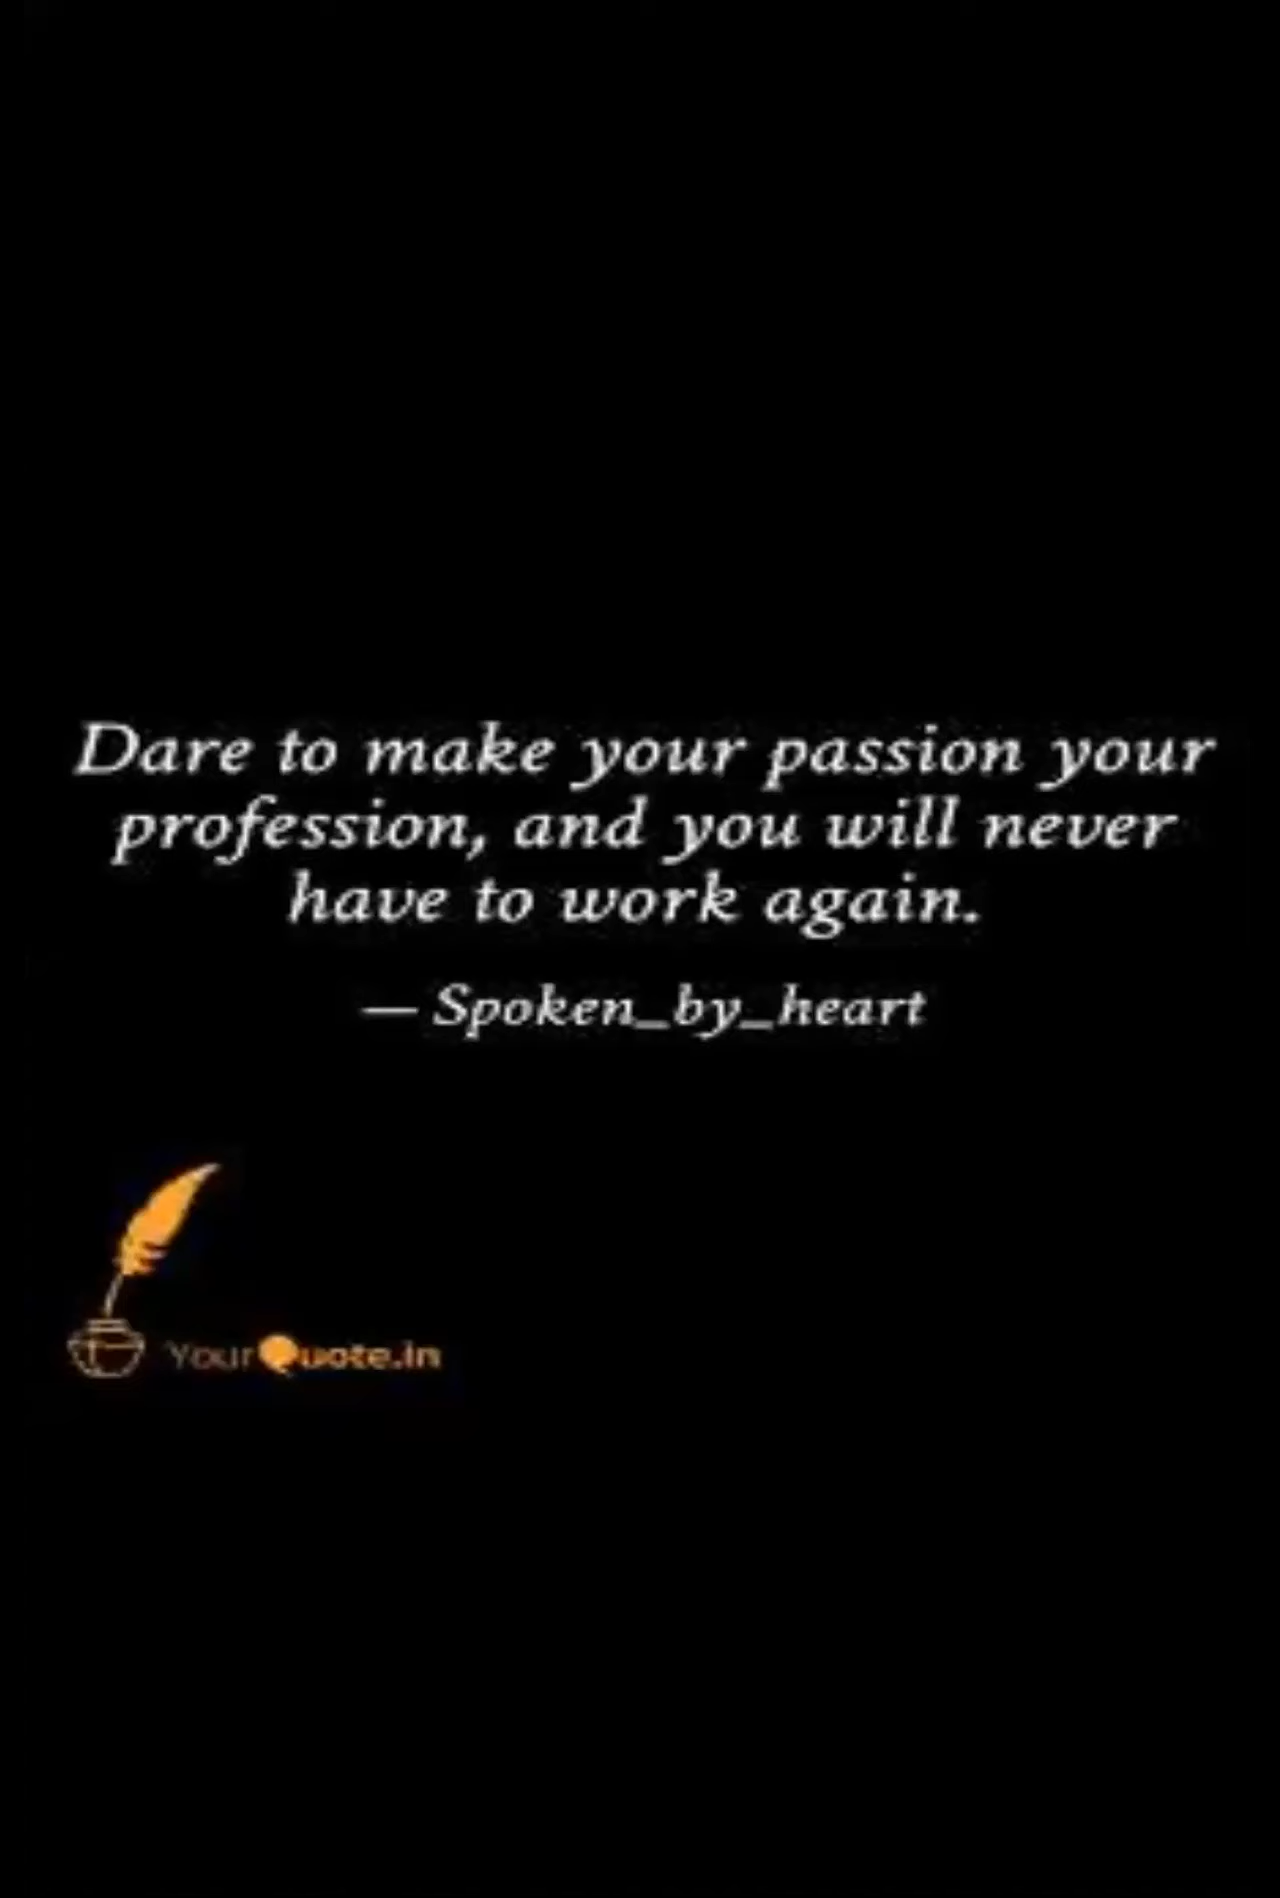 Dare to make your passion your
profession, and you will never
have to work again.
— Spoken_by_heart
YourQuote.in